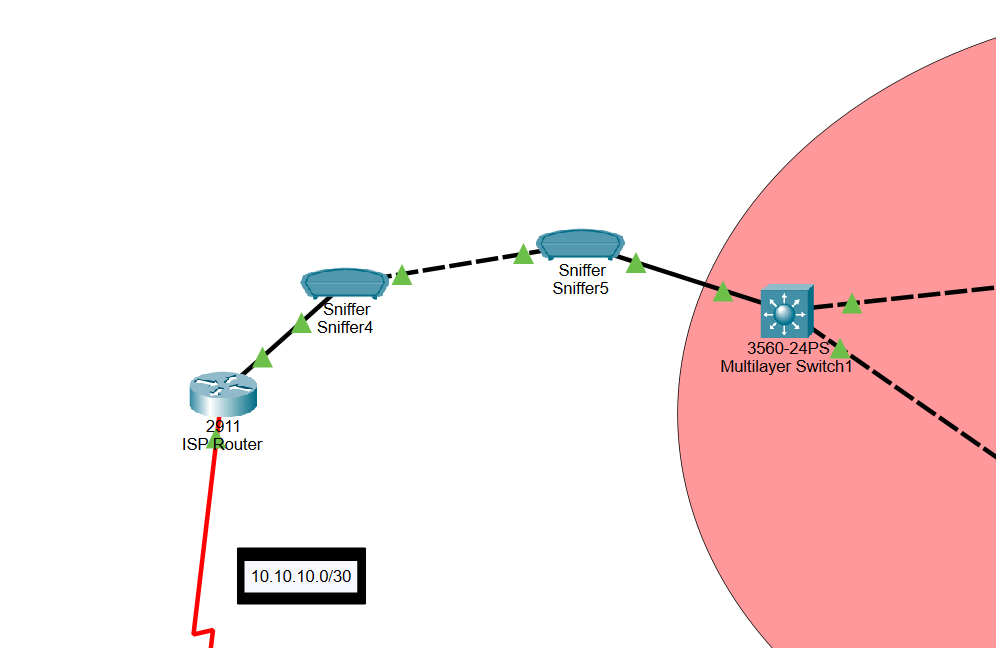 Sniffer
Sniffer5
Sniffer
Sniffer4
3560-24PS
Multilayer Switch1
2911
ISP Router
10.10.10.0/30